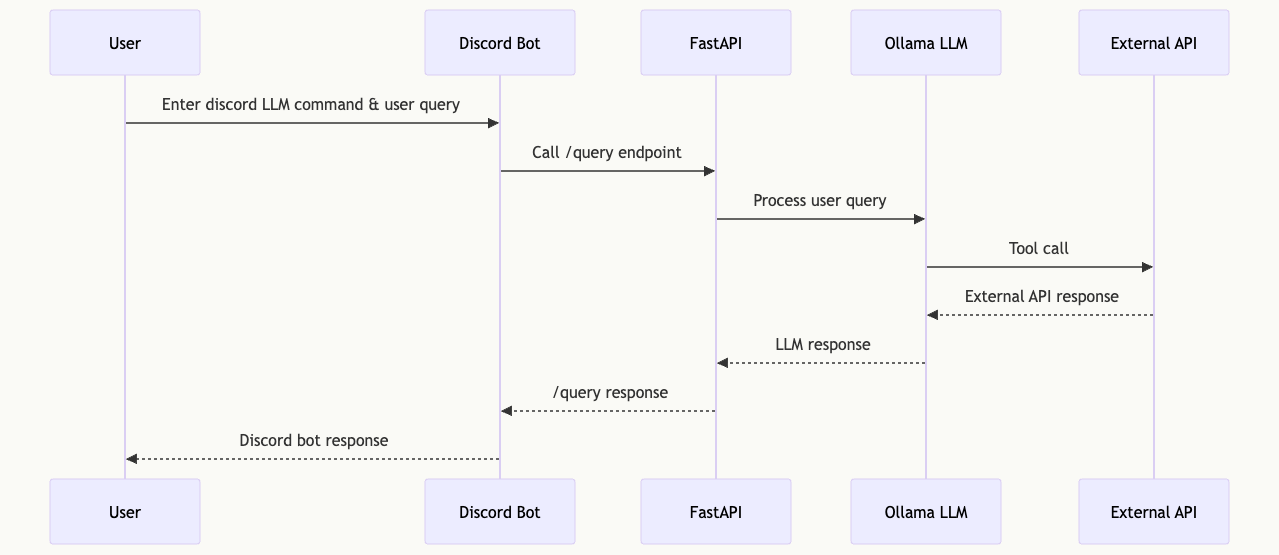 User
Discord Bot
FastAPI
Ollama LLM
External API
Enter discord LLM command & user query
Call /query endpoint
Process user query
Tool call
External API response
LLM response
/query response
Discord bot response
User
Discord Bot
FastAPI
Ollama LLM
External API